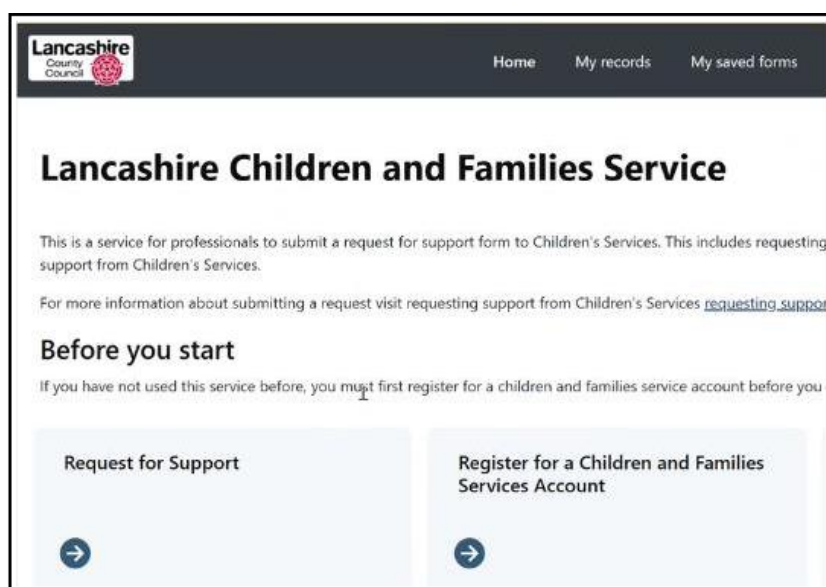 Lancashire
County
Council
Home My records My saved forms
Lancashire Children and Families Service
This is a service for professionals to submit a request for support form to Children's Services. This includes requesting
support from Children's Services.
For more information about submitting a request visit requesting support from Children's Services requesting suppor
Before you start
If you have not used this service before, you must first register for a children and families service account before you
Request for Support
Register for a Children and Families
Services Account